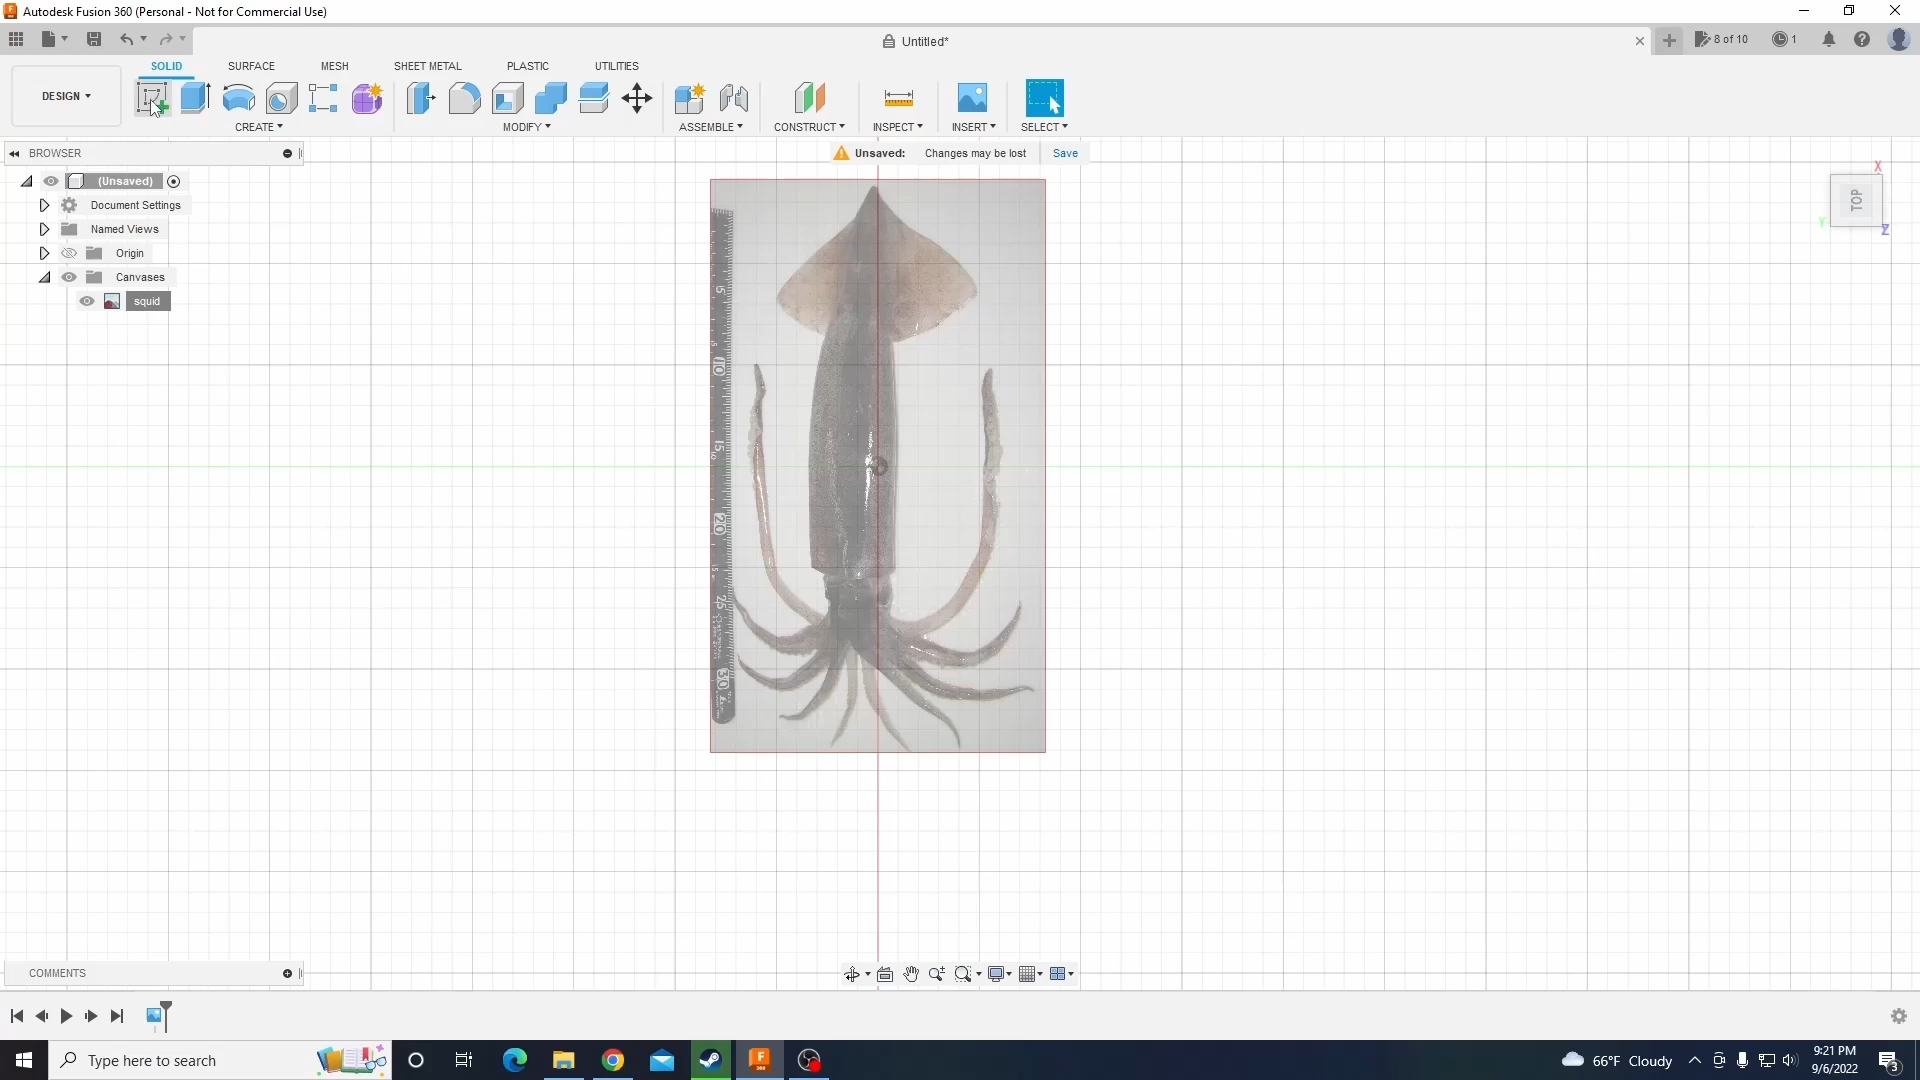 Autodesk Fusion 360 (Personal - Not for Commercial Use)
Untitled*
8 of 10
1
DESIGN
SOLID
SURFACE
MESH
SHEET METAL
PLASTIC
UTILITIES
CREATE
MODIFY
ASSEMBLE
CONSTRUCT
INSPECT
INSERT
SELECT
BROWSER
Unsaved: Changes may be lost Save
(Unsaved)
Document Settings
Named Views
Origin
Canvases
squid
X
TOP
Y
Z
5
10
15
20
25
30
COMMENTS
Type here to search
F
360
66°F Cloudy
9:21 PM
9/6/2022
3